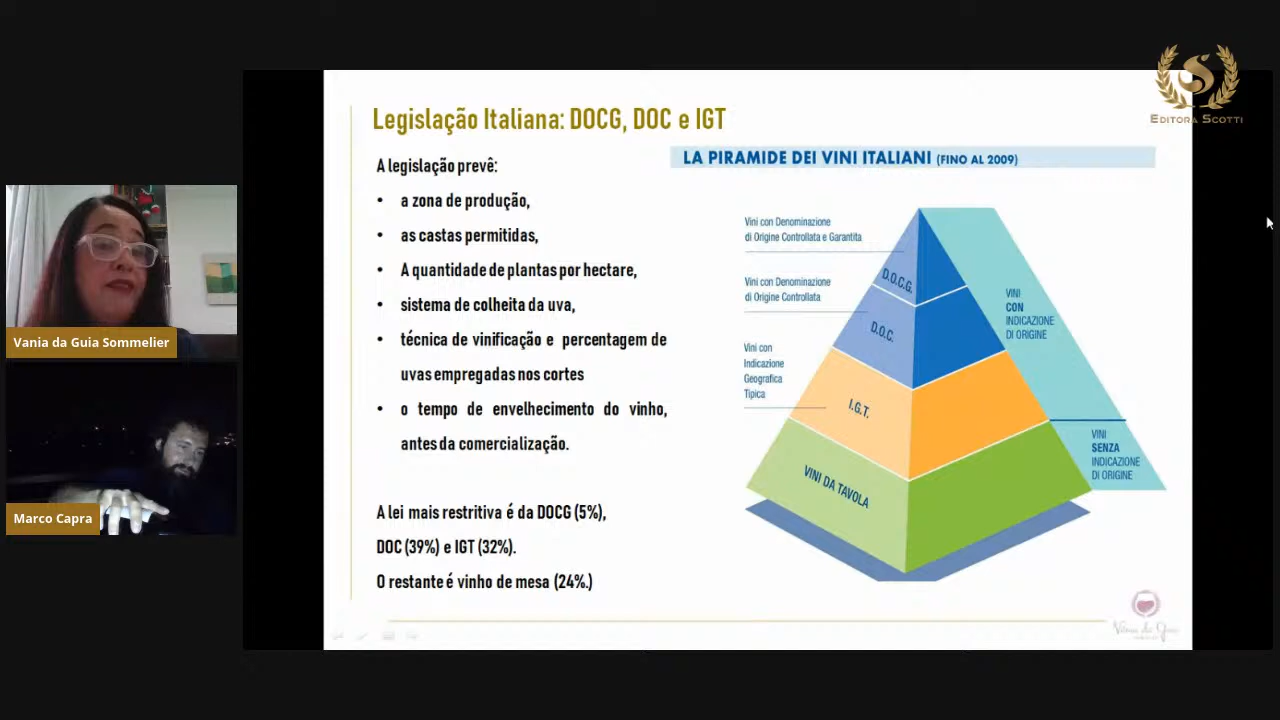 EDITORA SCOTTI
Legislação Italiana: DOCG, DOC e IGT
A legislação prevê:
• a zona de produção,
• as castas permitidas,
• A quantidade de plantas por hectare,
• sistema de colheita da uva,
• técnica de vinificação e percentagem de
uvas empregadas nos cortes
• o tempo de envelhecimento do vinho,
antes da comercialização.
A lei mais restritiva é da DOCG (5%),
DOC (39%) e IGT (32%).
O restante é vinho de mesa (24%.)
LA PIRAMIDE DEI VINI ITALIANI (FINO AL 2009)
Vini con Denominazione
di Origine Controllata e Garantita
Vini con Denominazione
di Origine Controllata
Vini con
Indicazione
Geografica
Tipica
D.O.C.G.
D.O.C.
I.G.T.
VINI DA TAVOLA
VINI
CON
INDICAZIONE
DI ORIGINE
VINI
SENZA
INDICAZIONE
DI ORIGINE
Vania da Guia Sommelier
Marco Capra